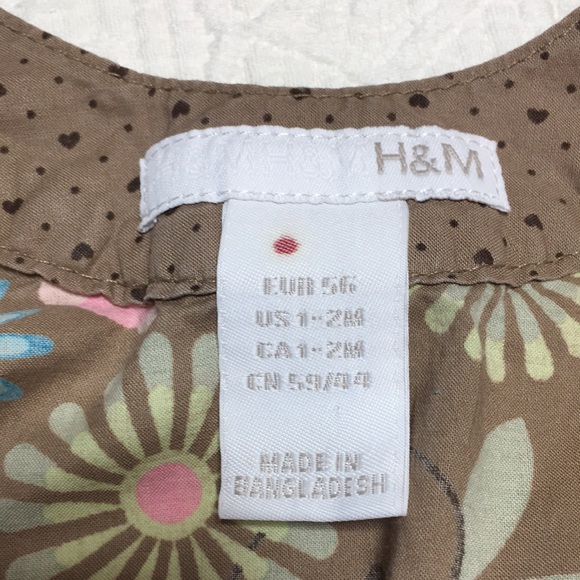 H&M
EUR 56
US 1-2M
CA 1-2M
CN 59/44
MADE IN
BANGLADESH